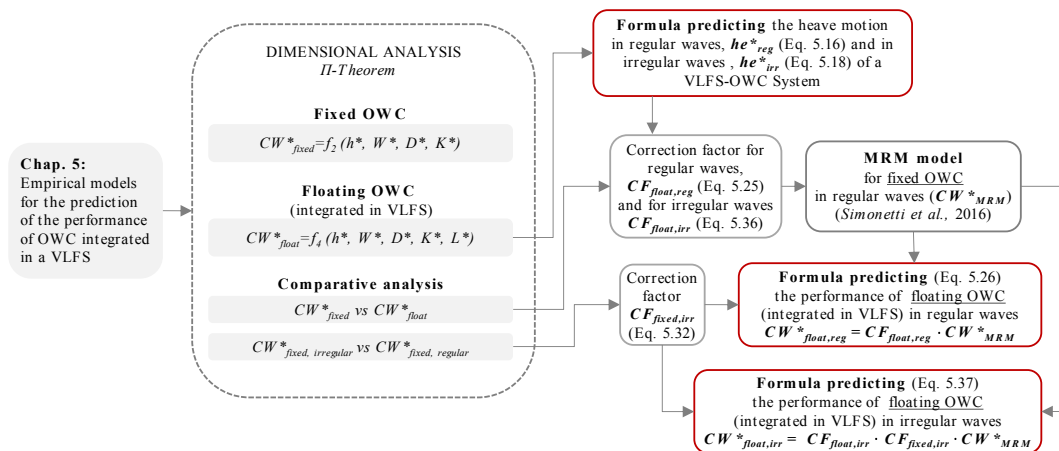 Chap. 5:
Empirical models
for the prediction
of the performance
of OWC integrated
in a VLFS
DIMENSIONAL ANALYSIS
Π-Theorem
Fixed OWC
CW*fixed=f2 (h*, W*, D*, K*)
Floating OWC
(integrated in VLFS)
CW*float=f4 (h*, W*, D*, K*, L*)
Comparative analysis
CW*fixed vs CW*float
CW*fixed, irregular vs CW*fixed, regular
Formula predicting the heave motion
in regular waves, he*reg (Eq. 5.16) and in
irregular waves , he*irr (Eq. 5.18) of a
VLFS-OWC System
Correction factor for
regular waves,
CFfloat,reg (Eq. 5.25)
and for irregular waves
CFfloat,irr (Eq. 5.36)
MRM model
for fixed OWC
in regular waves (CW*MRM)
(Simonetti et al., 2016)
Correction
factor
CFfixed,irr
(Eq. 5.32)
Formula predicting (Eq. 5.26)
the performance of floating OWC
(integrated in VLFS) in regular waves
CW*float,reg = CFfloat,reg · CW*MRM
Formula predicting (Eq. 5.37)
the performance of floating OWC
(integrated in VLFS) in irregular waves
CW*float,irr = CFfloat,irr · CFfixed,irr · CW*MRM